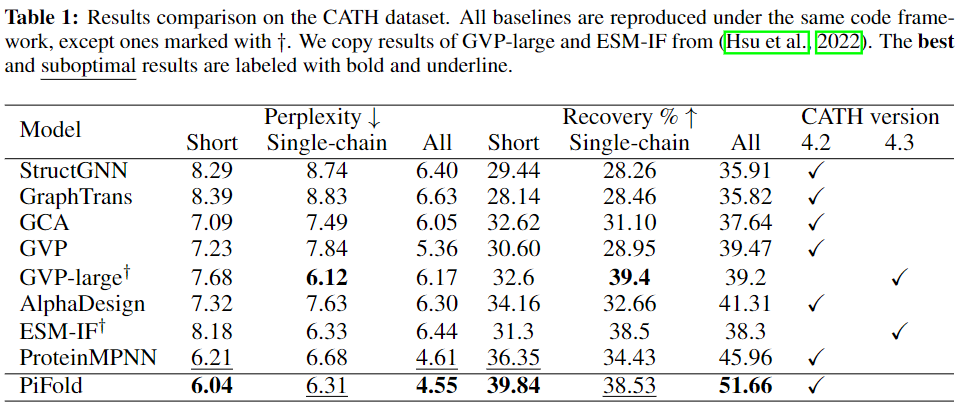 Table 1: Results comparison on the CATH dataset. All baselines are reproduced under the same code frame-
work, except ones marked with †. We copy results of GVP-large and ESM-IF from (Hsu et al., 2022). The best
and suboptimal results are labeled with bold and underline.
Model Perplexity ↓ Recovery % ↑ CATH version
Short Single-chain All Short Single-chain All 4.2 4.3
StructGNN 8.29 8.74 6.40 29.44 28.26 35.91 ✓
GraphTrans 8.39 8.83 6.63 28.14 28.46 35.82 ✓
GCA 7.09 7.49 6.05 32.62 31.10 37.64 ✓
GVP 7.23 7.84 5.36 30.60 28.95 39.47 ✓
GVP-large† 7.68 6.12 6.17 32.6 39.4 39.2 ✓
AlphaDesign 7.32 7.63 6.30 34.16 32.66 41.31 ✓
ESM-IF† 8.18 6.33 6.44 31.3 38.5 38.3 ✓
ProteinMPNN 6.21 6.68 4.61 36.35 34.43 45.96 ✓
PiFold 6.04 6.31 4.55 39.84 38.53 51.66 ✓